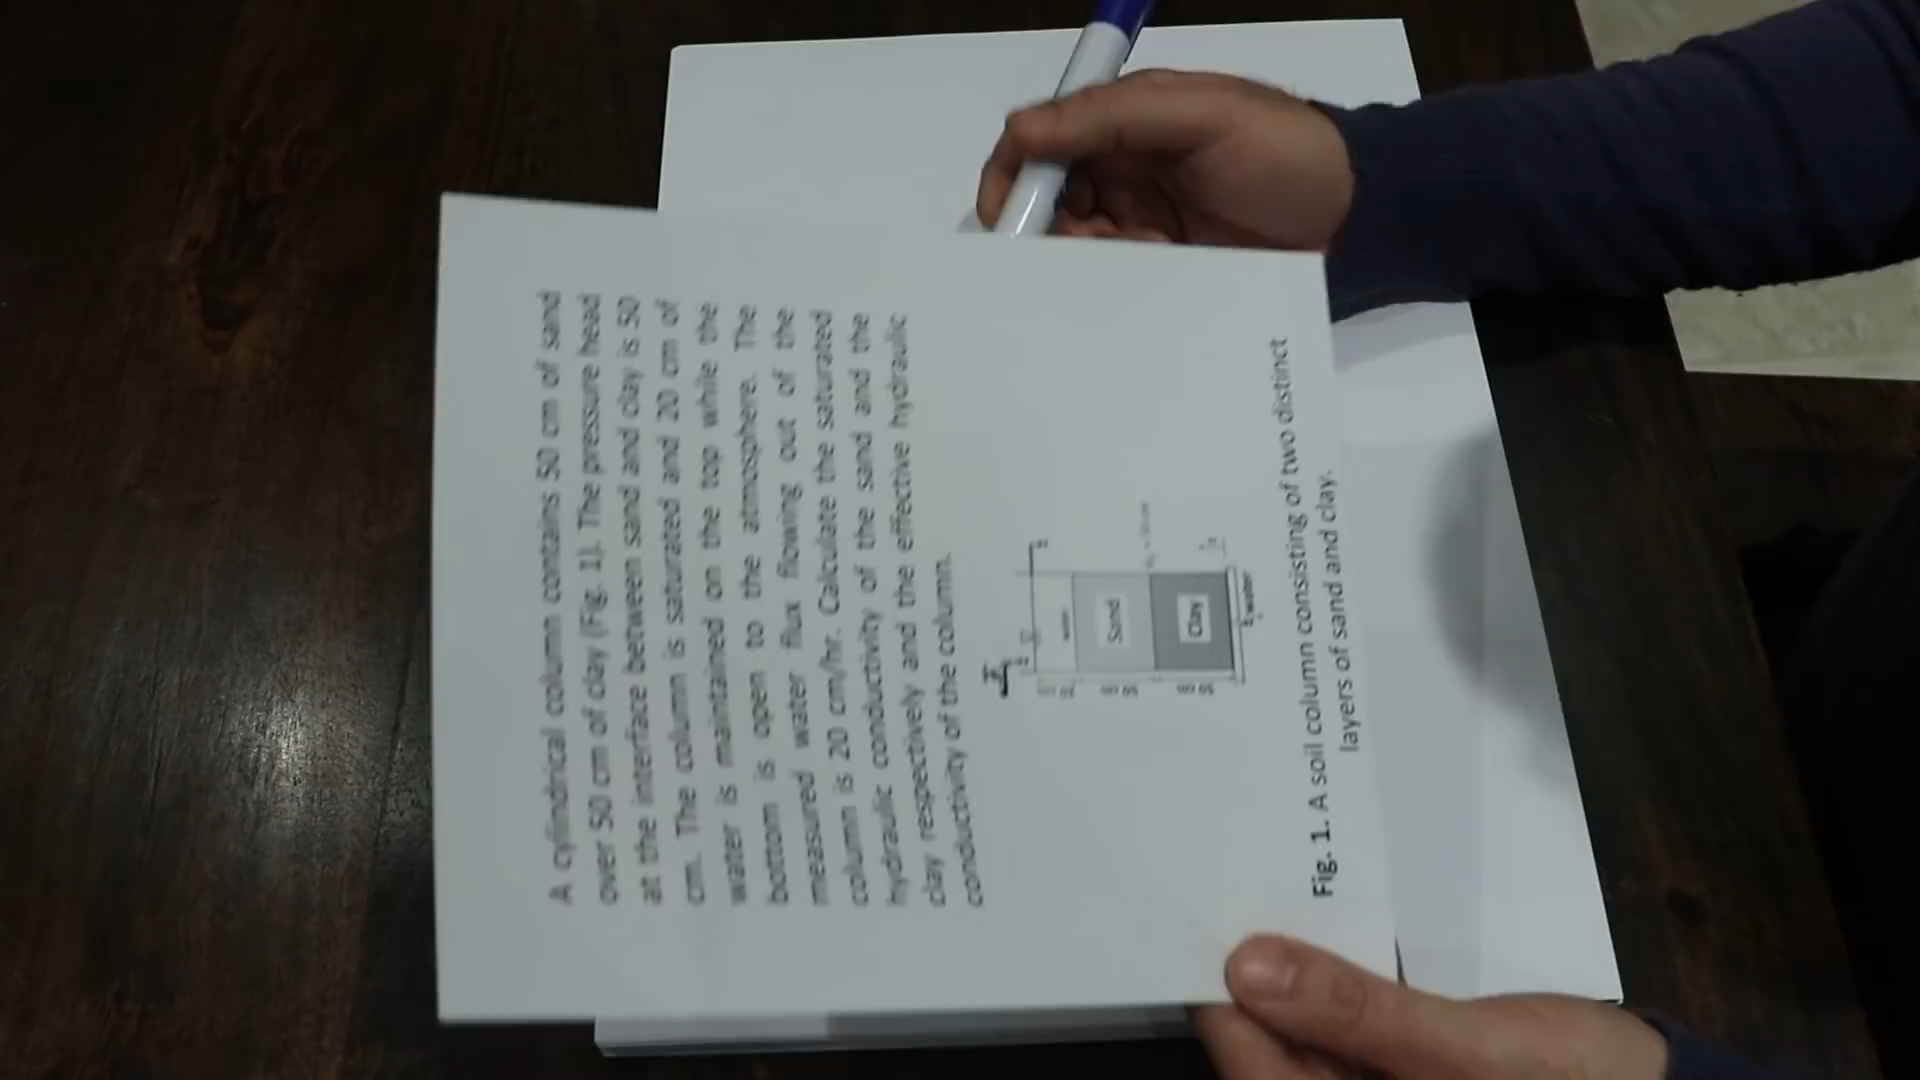 A cylindrical column contains 50 cm of sand
over 50 cm of clay (Fig. 1). The pressure head
at the interface between sand and clay is 50
cm. The column is saturated and 20 cm of
water is maintained on the top while the
bottom is open to the atmosphere. The
measured water flux flowing out of the
column is 20 cm/hr. Calculate the saturated
hydraulic conductivity of the sand and the
clay respectively and the effective hydraulic
conductivity of the column.
water
Sand
Clay
water
Fig. 1. A soil column consisting of two distinct
layers of sand and clay.